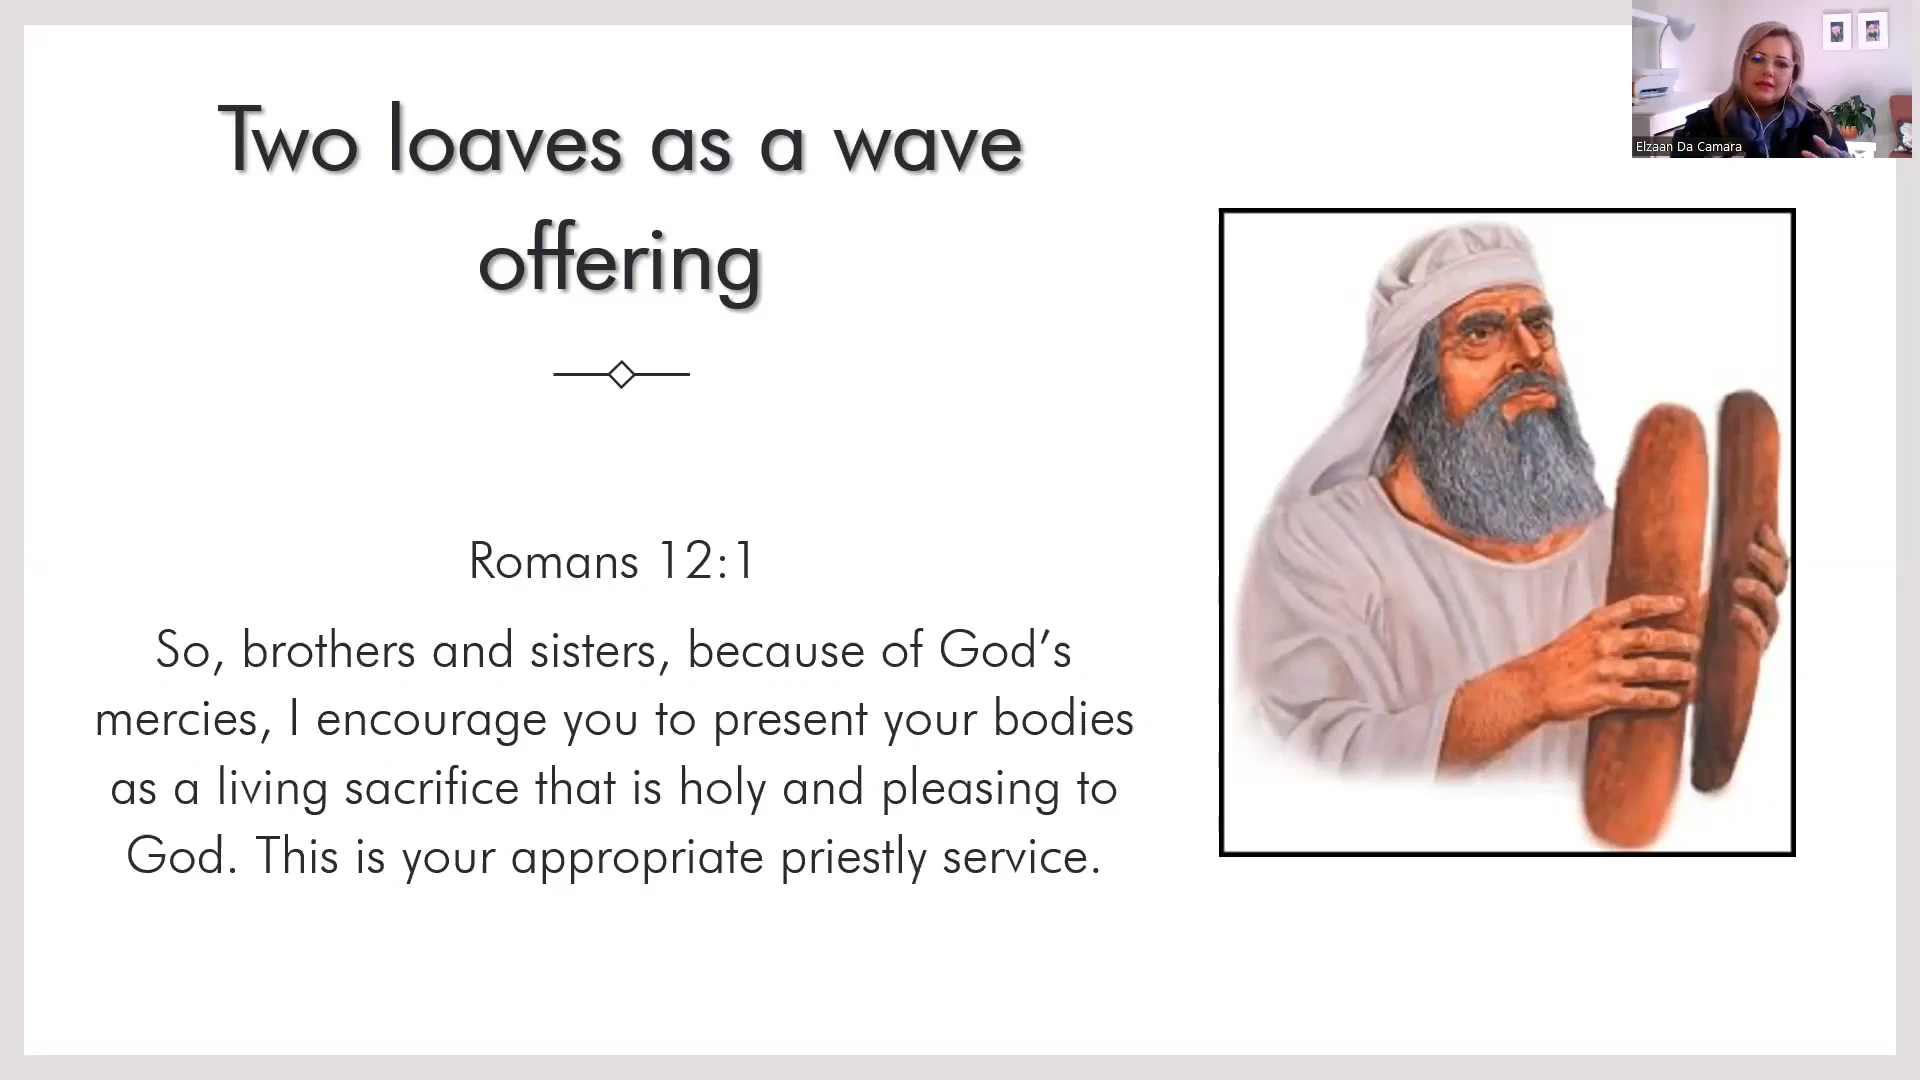 Two loaves as a wave
offering
Romans 12:1
So, brothers and sisters, because of God’s
mercies, I encourage you to present your bodies
as a living sacrifice that is holy and pleasing to
God. This is your appropriate priestly service.
Elzaan Da Camara